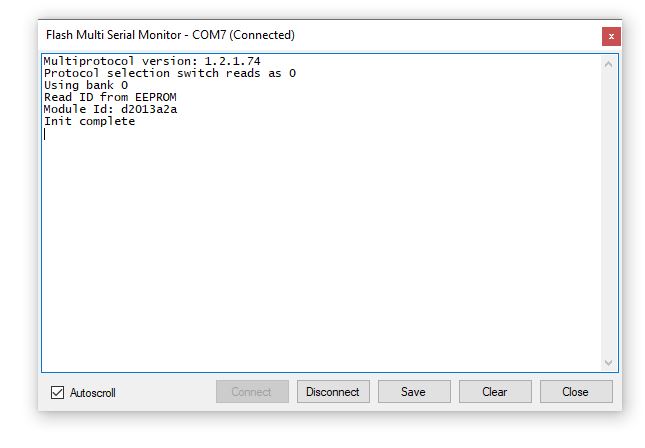 Flash Multi Serial Monitor - COM7 (Connected)
x
Multiprotocol version: 1.2.1.74
Protocol selection switch reads as 0
Using bank 0
Read ID from EEPROM
Module Id: d2013a2a
Init complete
Autoscroll
Connect
Disconnect
Save
Clear
Close